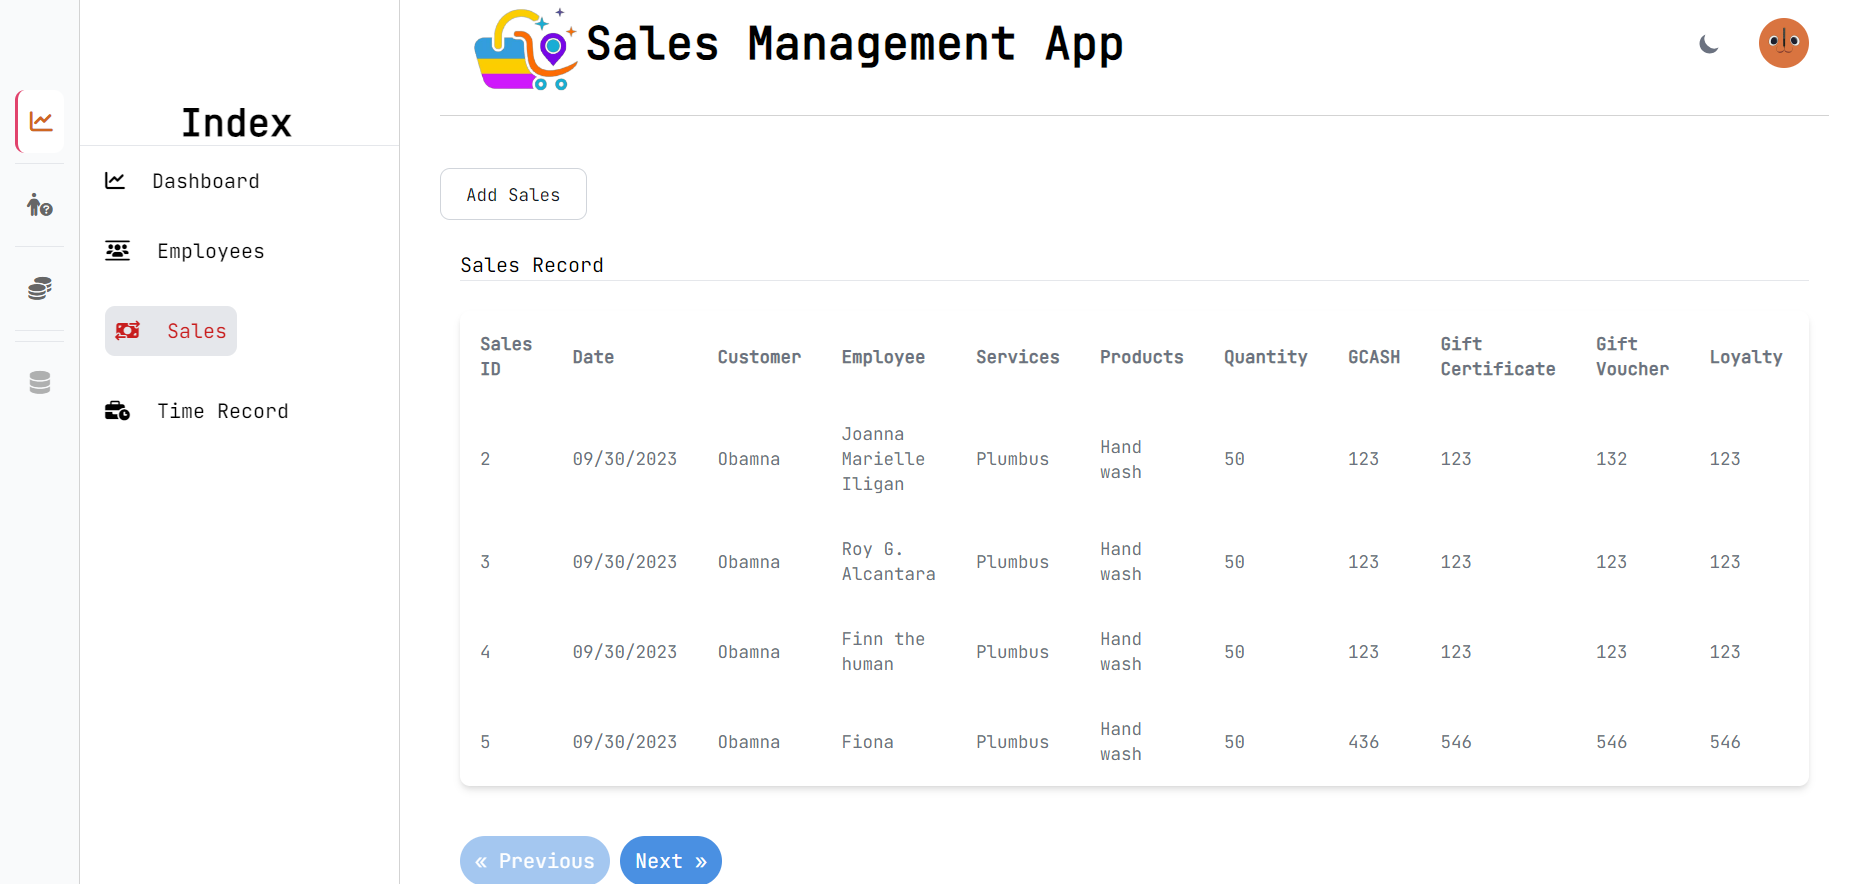 Sales Management App
Index
Dashboard
Employees
Sales
Time Record
Add Sales
Sales Record
Sales ID Date Customer Employee Services Products Quantity GCASH Gift Certificate Gift Voucher Loyalty
2 09/30/2023 Obamna Joanna Marielle Iligan Plumbus Hand wash 50 123 123 132 123
3 09/30/2023 Obamna Roy G. Alcantara Plumbus Hand wash 50 123 123 123 123
4 09/30/2023 Obamna Finn the human Plumbus Hand wash 50 123 123 123 123
5 09/30/2023 Obamna Fiona Plumbus Hand wash 50 436 546 546 546
« Previous Next »